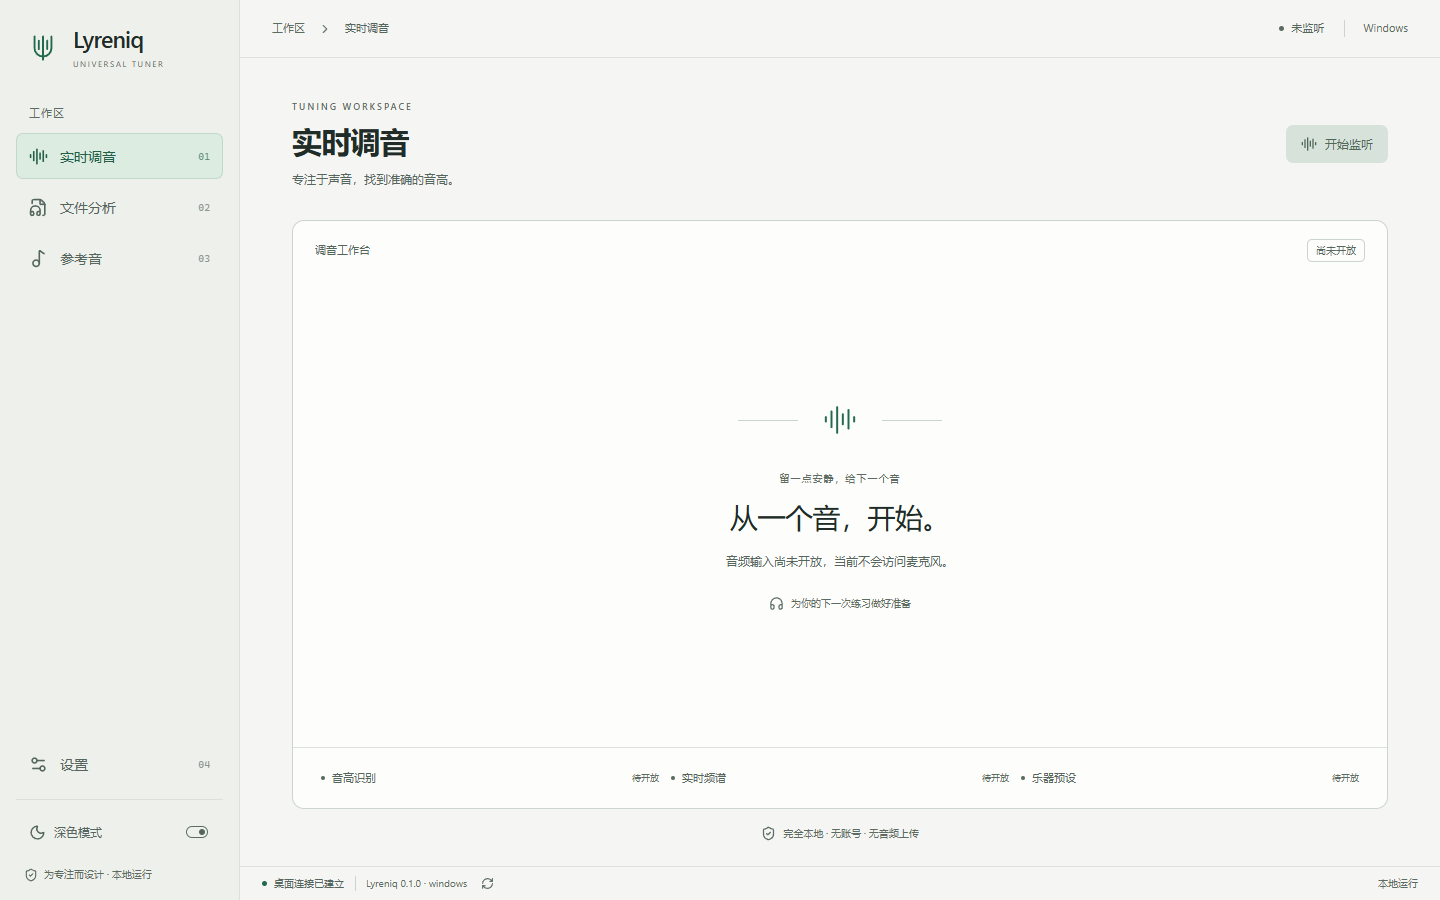 Lyreniq
UNIVERSAL TUNER
工作区
实时调音 01
文件分析 02
参考音 03
设置 04
深色模式
为专注而设计 · 本地运行
工作区 > 实时调音
未监听
Windows
TUNING WORKSPACE
实时调音
专注于声音，找到准确的音高。
开始监听
调音工作台
尚未开放
留一点安静，给下一个音
从一个音，开始。
音频输入尚未开放，当前不会访问麦克风。
为你的下一次练习做好准备
音高识别 待开放
实时频谱 待开放
乐器预设 待开放
完全本地 · 无账号 · 无音频上传
桌面连接已建立
Lyreniq 0.1.0 · windows
本地运行